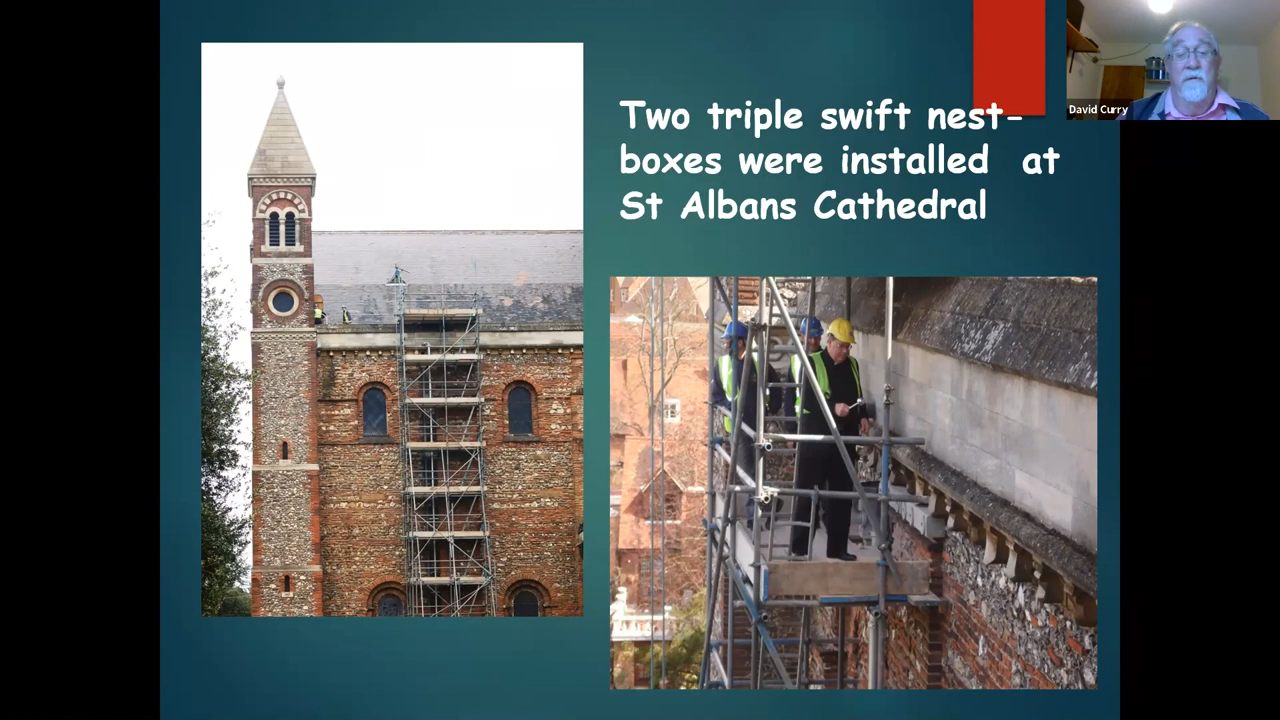 Two triple swift nest-
boxes were installed at
St Albans Cathedral
David Curry